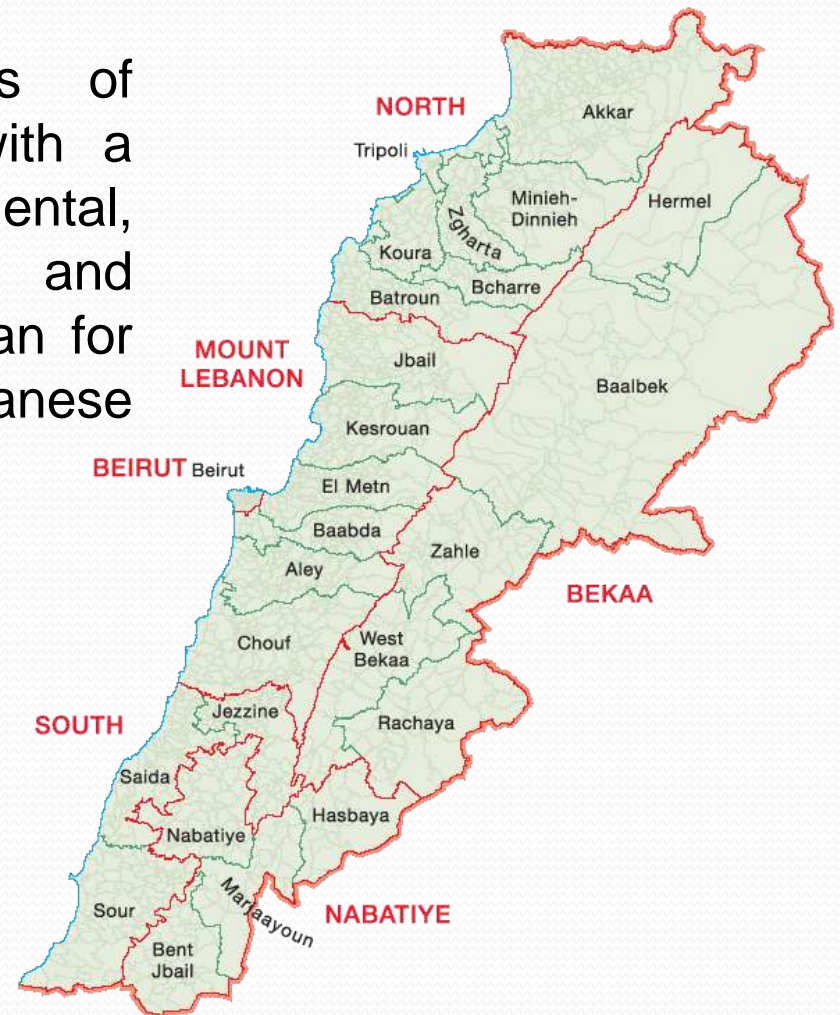 s of
with a
ental,
and
an for
anese
NORTH
Akkar
Tripoli
Hermel
Minieh-
Dinnieh
Zgharta
Koura
Bcharre
Batroun
MOUNT
LEBANON
Jbail
Baalbek
Kesrouan
BEIRUT Beirut
El Metn
Baabda
Zahle
Aley
BEKAA
Chouf
West
Bekaa
Jezzine
SOUTH
Rachaya
Saida
Hasbaya
Nabatiye
Marjaayoun
Sour
NABATIYE
Bent
Jbail